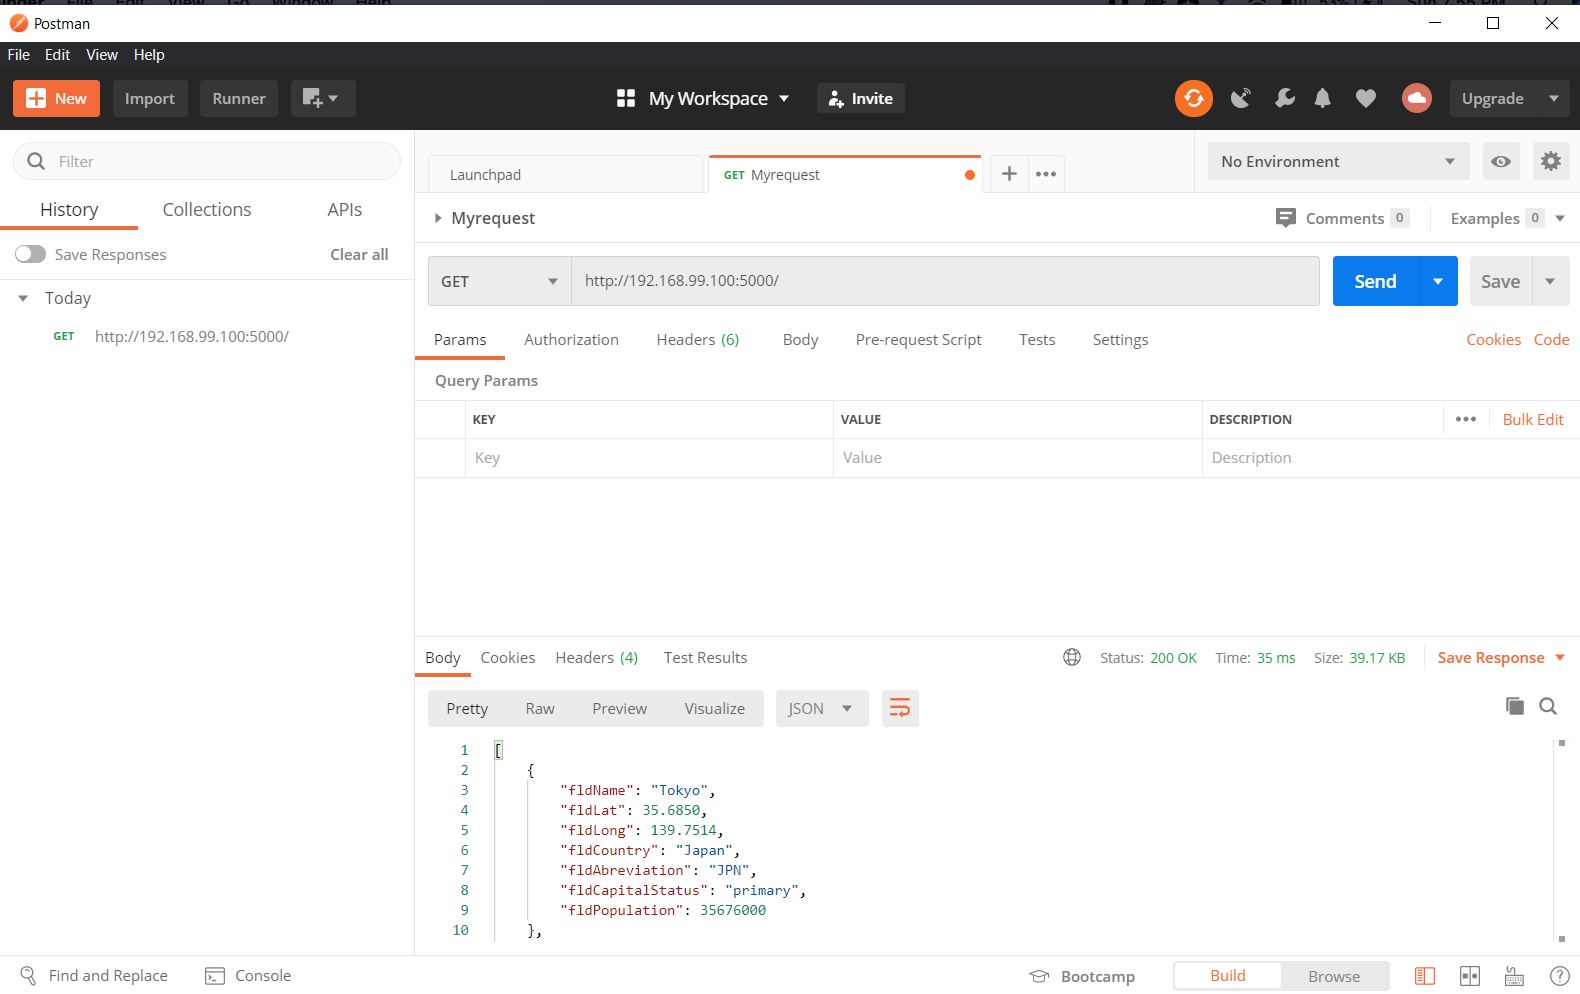 Postman
File Edit View Help
New Import Runner My Workspace Invite Upgrade
Filter
History Collections APIs
Save Responses Clear all
Today
GET http://192.168.99.100:5000/
Launchpad GET Myrequest No Environment
Myrequest Comments 0 Examples 0
GET http://192.168.99.100:5000/ Send Save
Params Authorization Headers (6) Body Pre-request Script Tests Settings Cookies Code
Query Params
KEY VALUE DESCRIPTION Bulk Edit
Key Value Description
Body Cookies Headers (4) Test Results Status: 200 OK Time: 35 ms Size: 39.17 KB Save Response
Pretty Raw Preview Visualize JSON
1 [
2 {
3 "fldName": "Tokyo",
4 "fldLat": 35.6850,
5 "fldLong": 139.7514,
6 "fldCountry": "Japan",
7 "fldAbreviation": "JPN",
8 "fldCapitalStatus": "primary",
9 "fldPopulation": 35676000
10 },
Find and Replace Console Bootcamp Build Browse